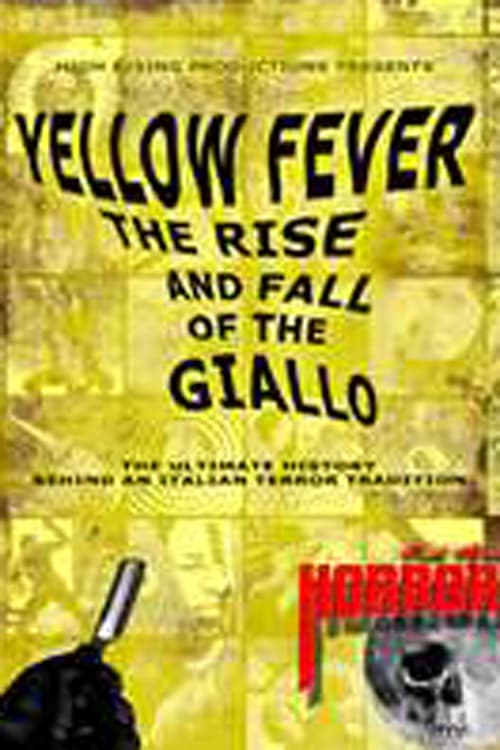 HIGH RISING PRODUCTIONS PRESENTS
YELLOW FEVER
THE RISE
AND FALL
OF THE
GIALLO
THE ULTIMATE HISTORY
BEHIND AN ITALIAN TERROR TRADITION
HORROR